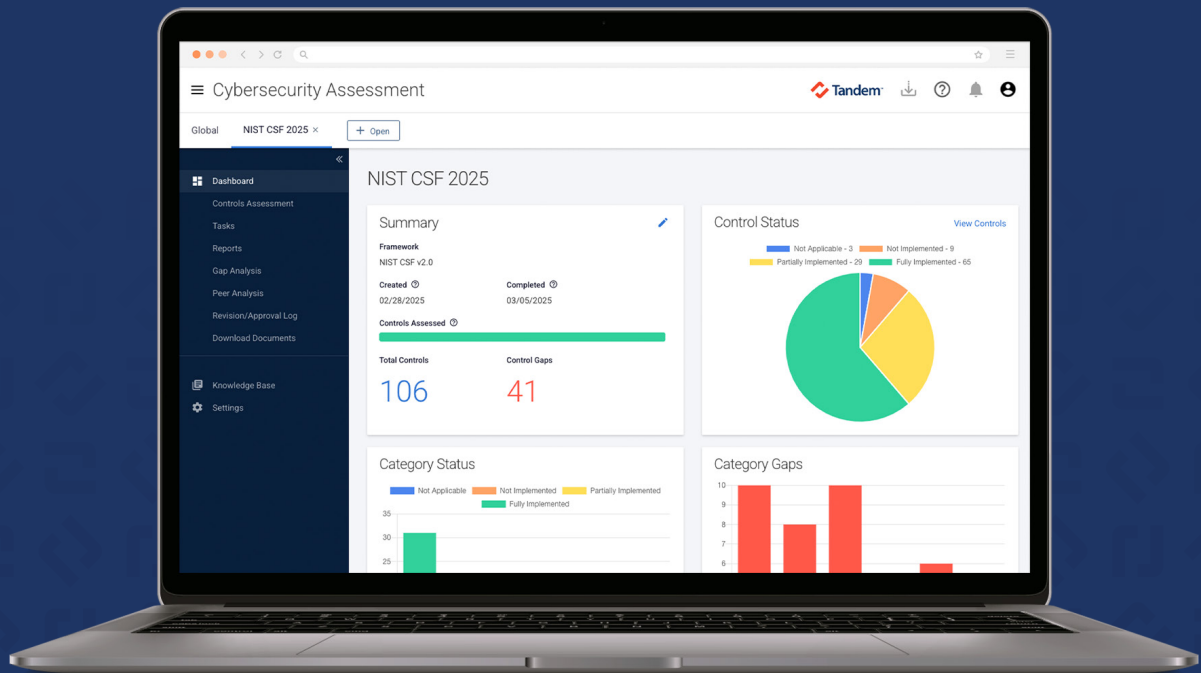 Cybersecurity Assessment
Tandem
Global
NIST CSF 2025 ×
+ Open
Dashboard
Controls Assessment
Tasks
Reports
Gap Analysis
Peer Analysis
Revision/Approval Log
Download Documents
Knowledge Base
Settings
NIST CSF 2025
Summary
Framework
NIST CSF v2.0
Created
Completed
02/28/2025
03/05/2025
Controls Assessed
Total Controls
Control Gaps
106
41
Control Status
View Controls
Not Applicable - 3
Not Implemented - 9
Partially Implemented - 29
Fully Implemented - 65
Category Status
Not Applicable
Not Implemented
Partially Implemented
Fully Implemented
35
30
25
Category Gaps
10
9
8
7
6